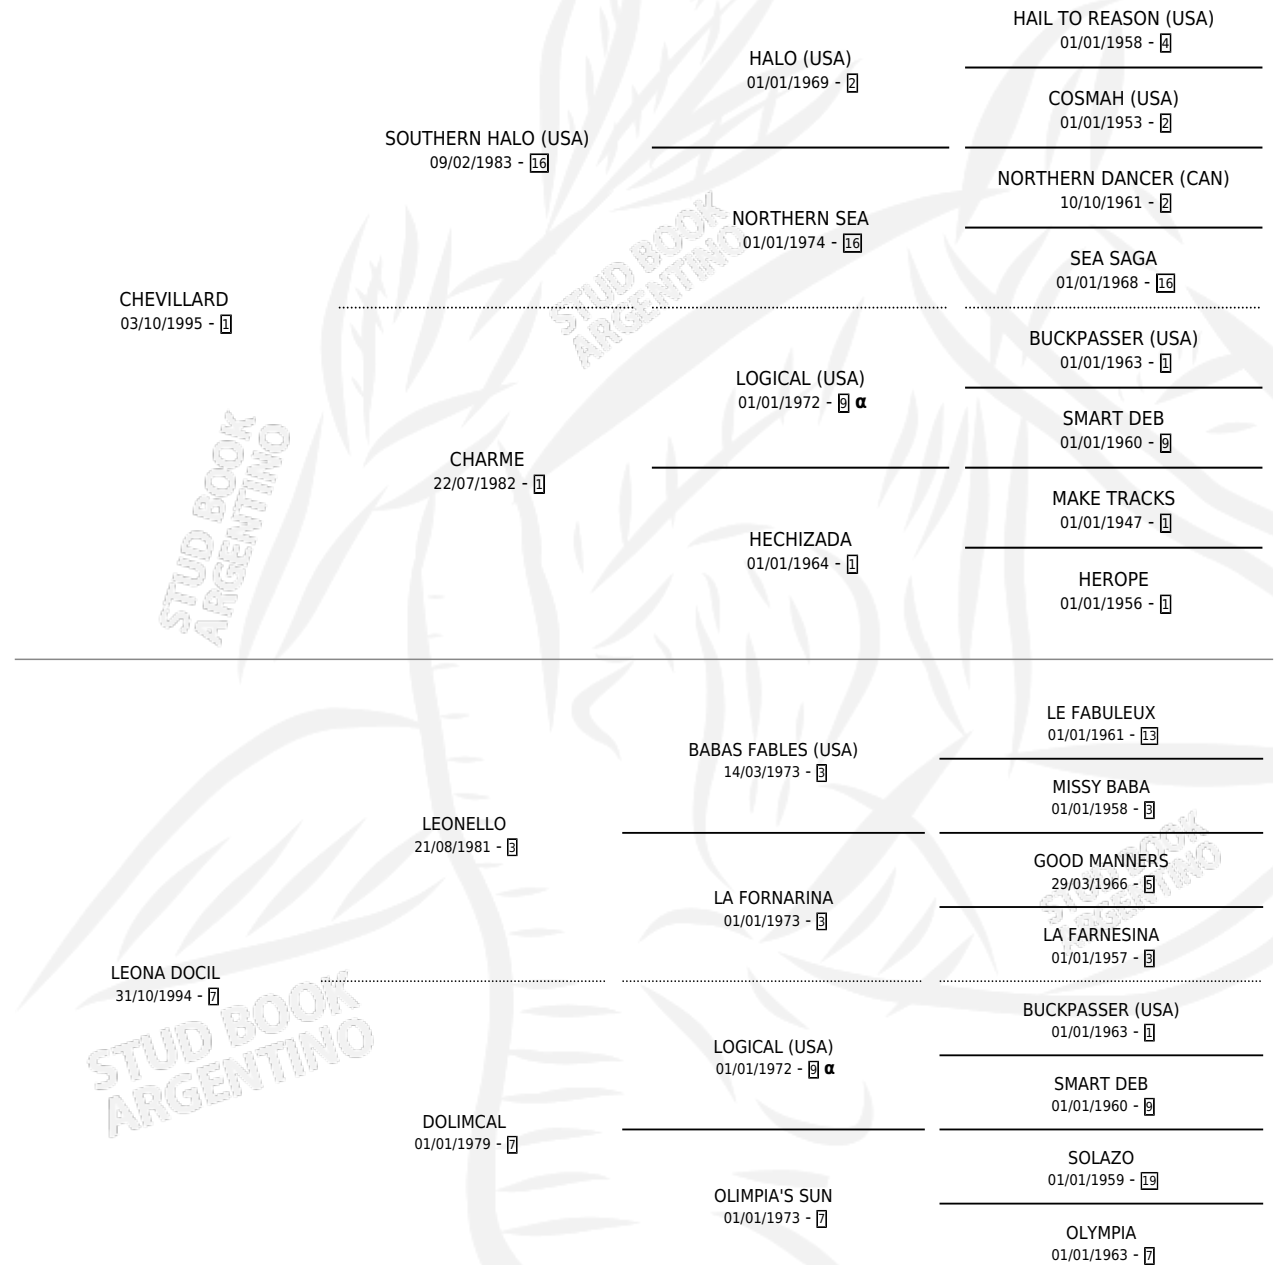 HAIL TO REASON (USA)
01/01/1958 - 4
HALO (USA)
01/01/1969 - 2
COSMAH (USA)
01/01/1953 - 2
SOUTHERN HALO (USA)
09/02/1983 - 16
NORTHERN DANCER (CAN)
10/10/1961 - 2
NORTHERN SEA
01/01/1974 - 16
SEA SAGA
01/01/1968 - 16
CHEVILLARD
03/10/1995 - 1
BUCKPASSER (USA)
01/01/1963 - 1
LOGICAL (USA)
01/01/1972 - 9 α
SMART DEB
01/01/1960 - 9
CHARME
22/07/1982 - 1
MAKE TRACKS
01/01/1947 - 1
HECHIZADA
01/01/1964 - 1
HEROPE
01/01/1956 - 1
LE FABULEUX
01/01/1961 - 13
BABAS FABLES (USA)
14/03/1973 - 3
MISSY BABA
01/01/1958 - 3
LEONELLO
21/08/1981 - 3
GOOD MANNERS
29/03/1966 - 5
LA FORNARINA
01/01/1973 - 3
LA FARNESINA
01/01/1957 - 3
LEONA DOCIL
31/10/1994 - 7
BUCKPASSER (USA)
01/01/1963 - 1
LOGICAL (USA)
01/01/1972 - 9 α
SMART DEB
01/01/1960 - 9
DOLIMCAL
01/01/1979 - 7
SOLAZO
01/01/1959 - 19
OLIMPIA'S SUN
01/01/1973 - 7
OLYMPIA
01/01/1963 - 7
STUD BOOK
ARGENTINO
STUD BOOK
ARGENTINO
STUD BOOK
ARGENTINO
STUD BOOK
ARGENTINO